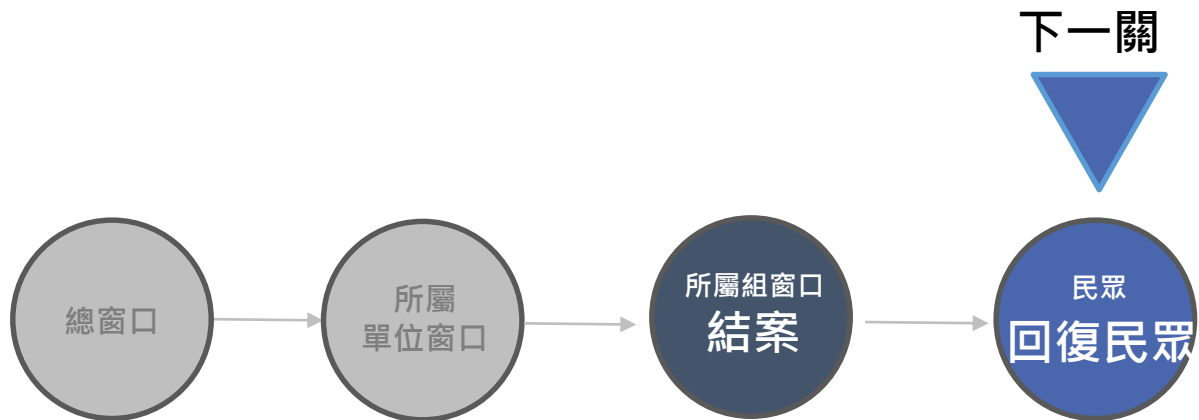 下一關
總窗口
所屬
單位窗口
所屬組窗口
結案
民眾
回復民眾